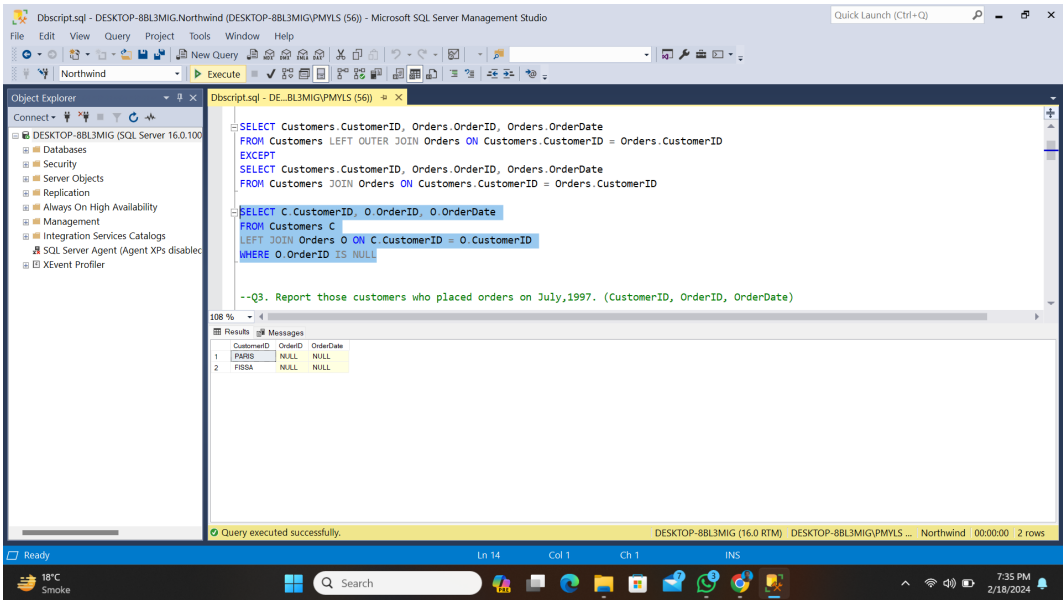 Dbscript.sql - DESKTOP-8BL3MIG.Northwind (DESKTOP-8BL3MIG\PMYLS (56)) - Microsoft SQL Server Management Studio
Quick Launch (Ctrl+Q)
File Edit View Query Project Tools Window Help
New Query
Northwind Execute
Object Explorer
Dbscript.sql - DE...BL3MIG\PMYLS (56))
Connect
DESKTOP-8BL3MIG (SQL Server 16.0.100
Databases
Security
Server Objects
Replication
Always On High Availability
Management
Integration Services Catalogs
SQL Server Agent (Agent XPs disablec
XEvent Profiler
SELECT Customers.CustomerID, Orders.OrderID, Orders.OrderDate
FROM Customers LEFT OUTER JOIN Orders ON Customers.CustomerID = Orders.CustomerID
EXCEPT
SELECT Customers.CustomerID, Orders.OrderID, Orders.OrderDate
FROM Customers JOIN Orders ON Customers.CustomerID = Orders.CustomerID
SELECT C.CustomerID, O.OrderID, O.OrderDate
FROM Customers C
LEFT JOIN Orders O ON C.CustomerID = O.CustomerID
WHERE O.OrderID IS NULL
--Q3. Report those customers who placed orders on July,1997. (CustomerID, OrderID, OrderDate)
108 %
Results Messages
CustomerID OrderID OrderDate
1 PARIS NULL NULL
2 FISSA NULL NULL
Query executed successfully. DESKTOP-8BL3MIG (16.0 RTM) DESKTOP-8BL3MIG\PMYLS ... Northwind 00:00:00 2 rows
Ready Ln 14 Col 1 Ch 1 INS
18°C
Smoke
Search
7:35 PM
2/18/2024